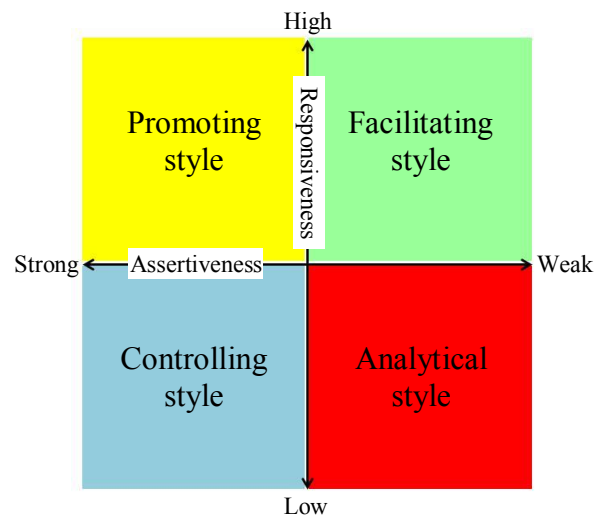 High
Promoting
style
Responsiveness
Facilitating
style
Strong
Assertiveness
Weak
Controlling
style
Analytical
style
Low